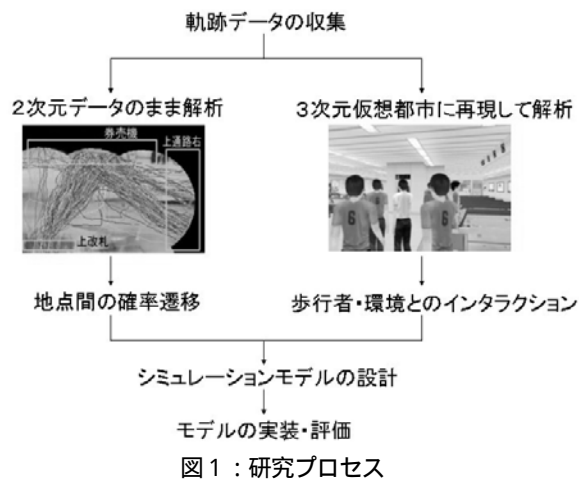 軌跡データの収集
2次元データのまま解析
3次元仮想都市に再現して解析
券売機
上通路右
上改札
6
6
地点間の確率遷移
歩行者・環境とのインタラクション
シミュレーションモデルの設計
モデルの実装・評価
図1：研究プロセス